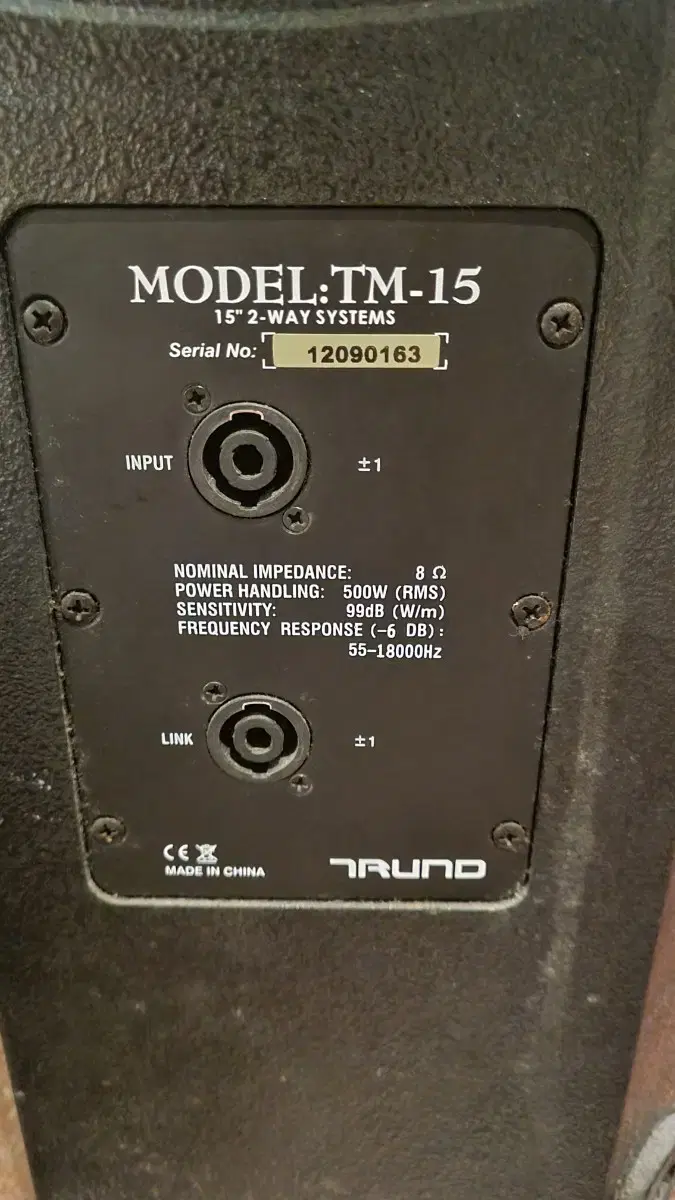 MODEL:TM-15
15" 2-WAY SYSTEMS
Serial No: 12090163
INPUT ±1
NOMINAL IMPEDANCE: 8 Ω
POWER HANDLING: 500W (RMS)
SENSITIVITY: 99dB (W/m)
FREQUENCY RESPONSE (-6 DB):
55-18000Hz
LINK ±1
CE
MADE IN CHINA
TRUND